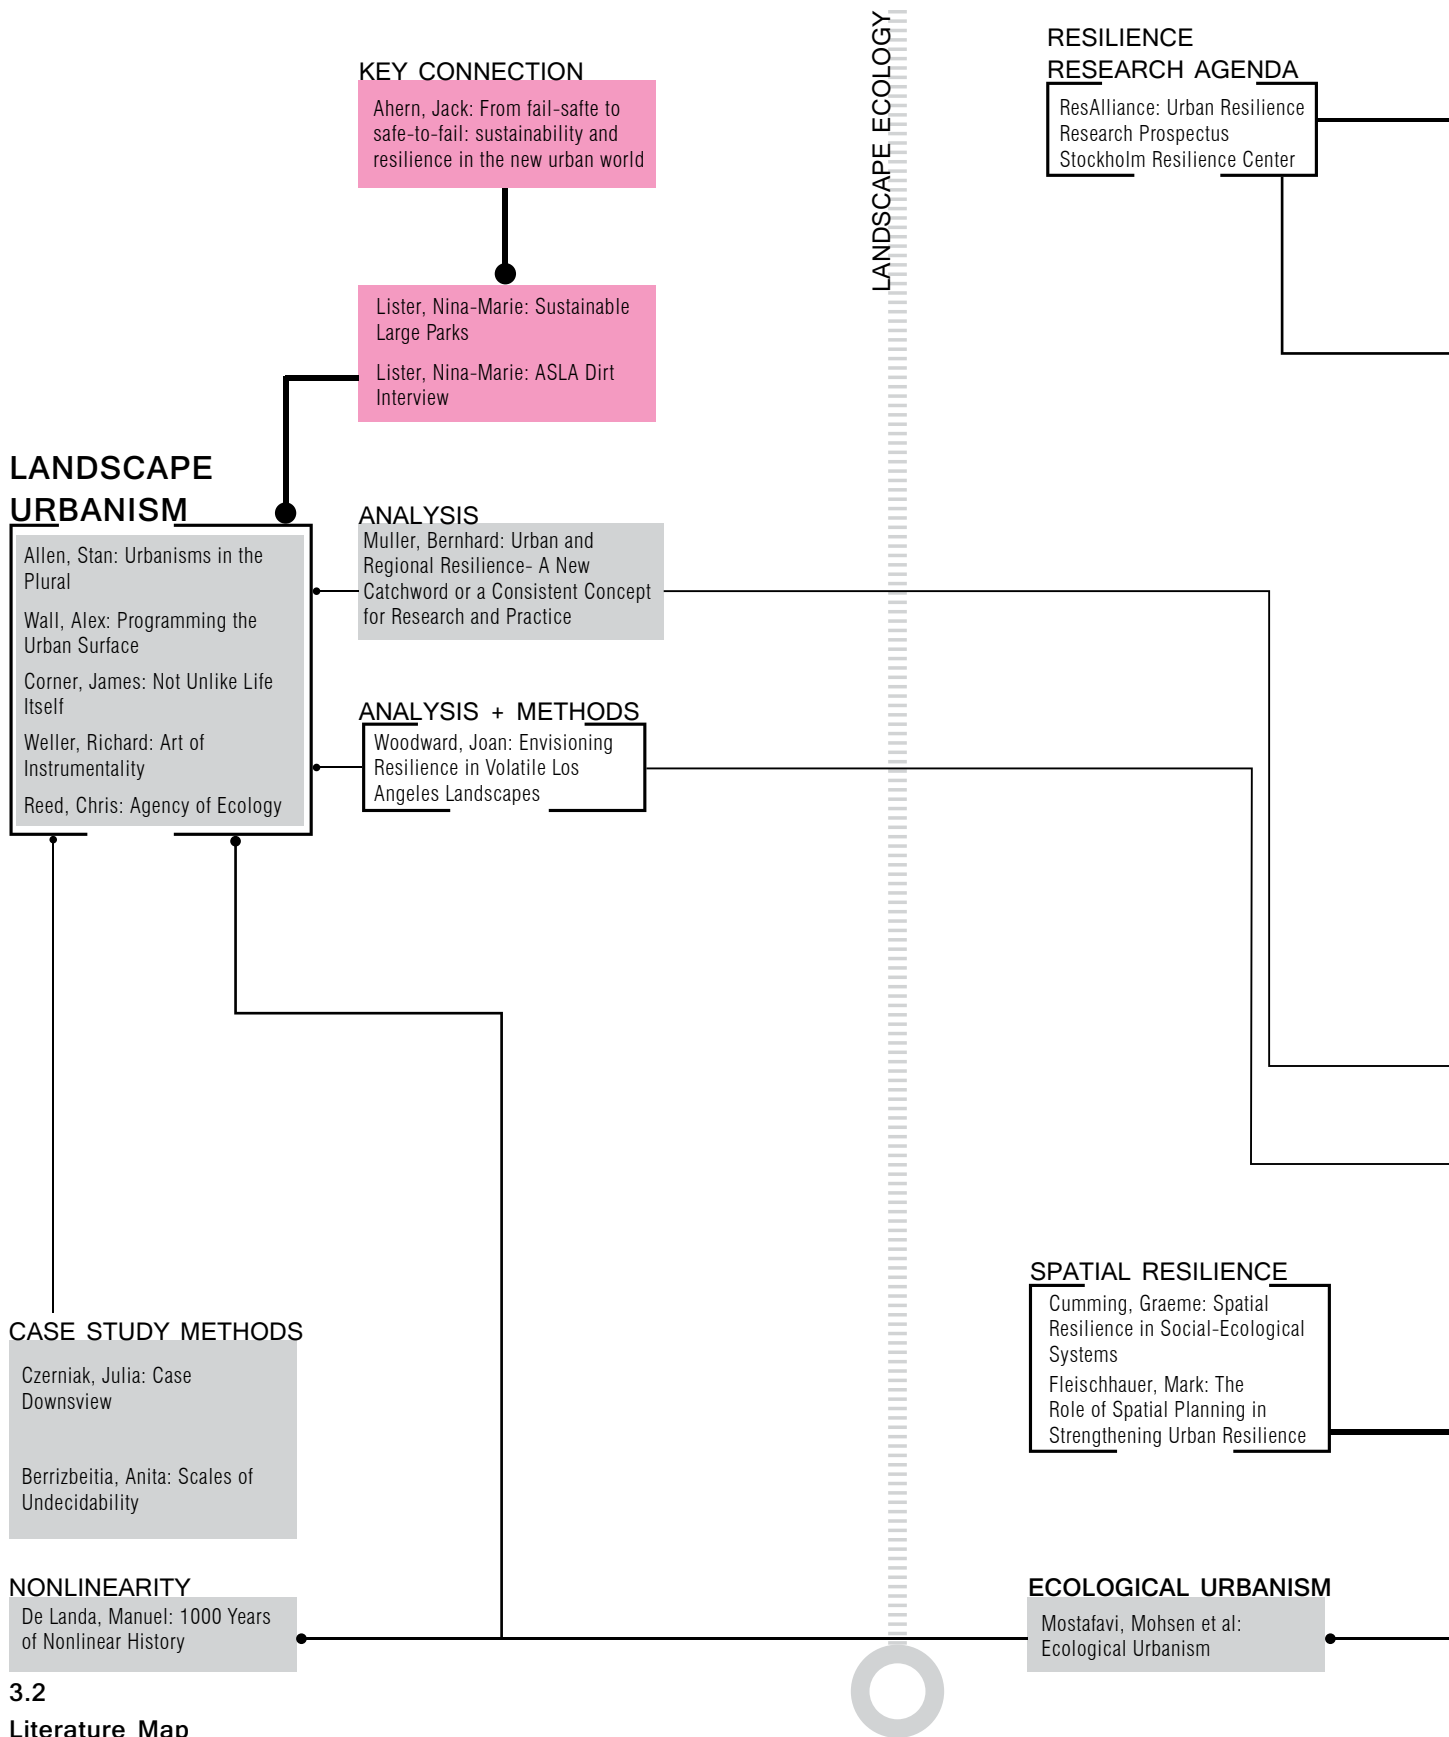 KEY CONNECTION
Ahern, Jack: From fail-safte to
safe-to-fail: sustainability and
resilience in the new urban world
Lister, Nina-Marie: Sustainable
Large Parks
Lister, Nina-Marie: ASLA Dirt
Interview
LANDSCAPE
URBANISM
Allen, Stan: Urbanisms in the
Plural
Wall, Alex: Programming the
Urban Surface
Corner, James: Not Unlike Life
Itself
Weller, Richard: Art of
Instrumentality
Reed, Chris: Agency of Ecology
ANALYSIS
Muller, Bernhard: Urban and
Regional Resilience- A New
Catchword or a Consistent Concept
for Research and Practice
ANALYSIS + METHODS
Woodward, Joan: Envisioning
Resilience in Volatile Los
Angeles Landscapes
CASE STUDY METHODS
Czerniak, Julia: Case
Downsview
Berrizbeitia, Anita: Scales of
Undecidability
NONLINEARITY
De Landa, Manuel: 1000 Years
of Nonlinear History
LANDSCAPE ECOLOGY
RESILIENCE
RESEARCH AGENDA
ResAlliance: Urban Resilience
Research Prospectus
Stockholm Resilience Center
SPATIAL RESILIENCE
Cumming, Graeme: Spatial
Resilience in Social-Ecological
Systems
Fleischhauer, Mark: The
Role of Spatial Planning in
Strengthening Urban Resilience
ECOLOGICAL URBANISM
Mostafavi, Mohsen et al:
Ecological Urbanism
3.2
Literature Map